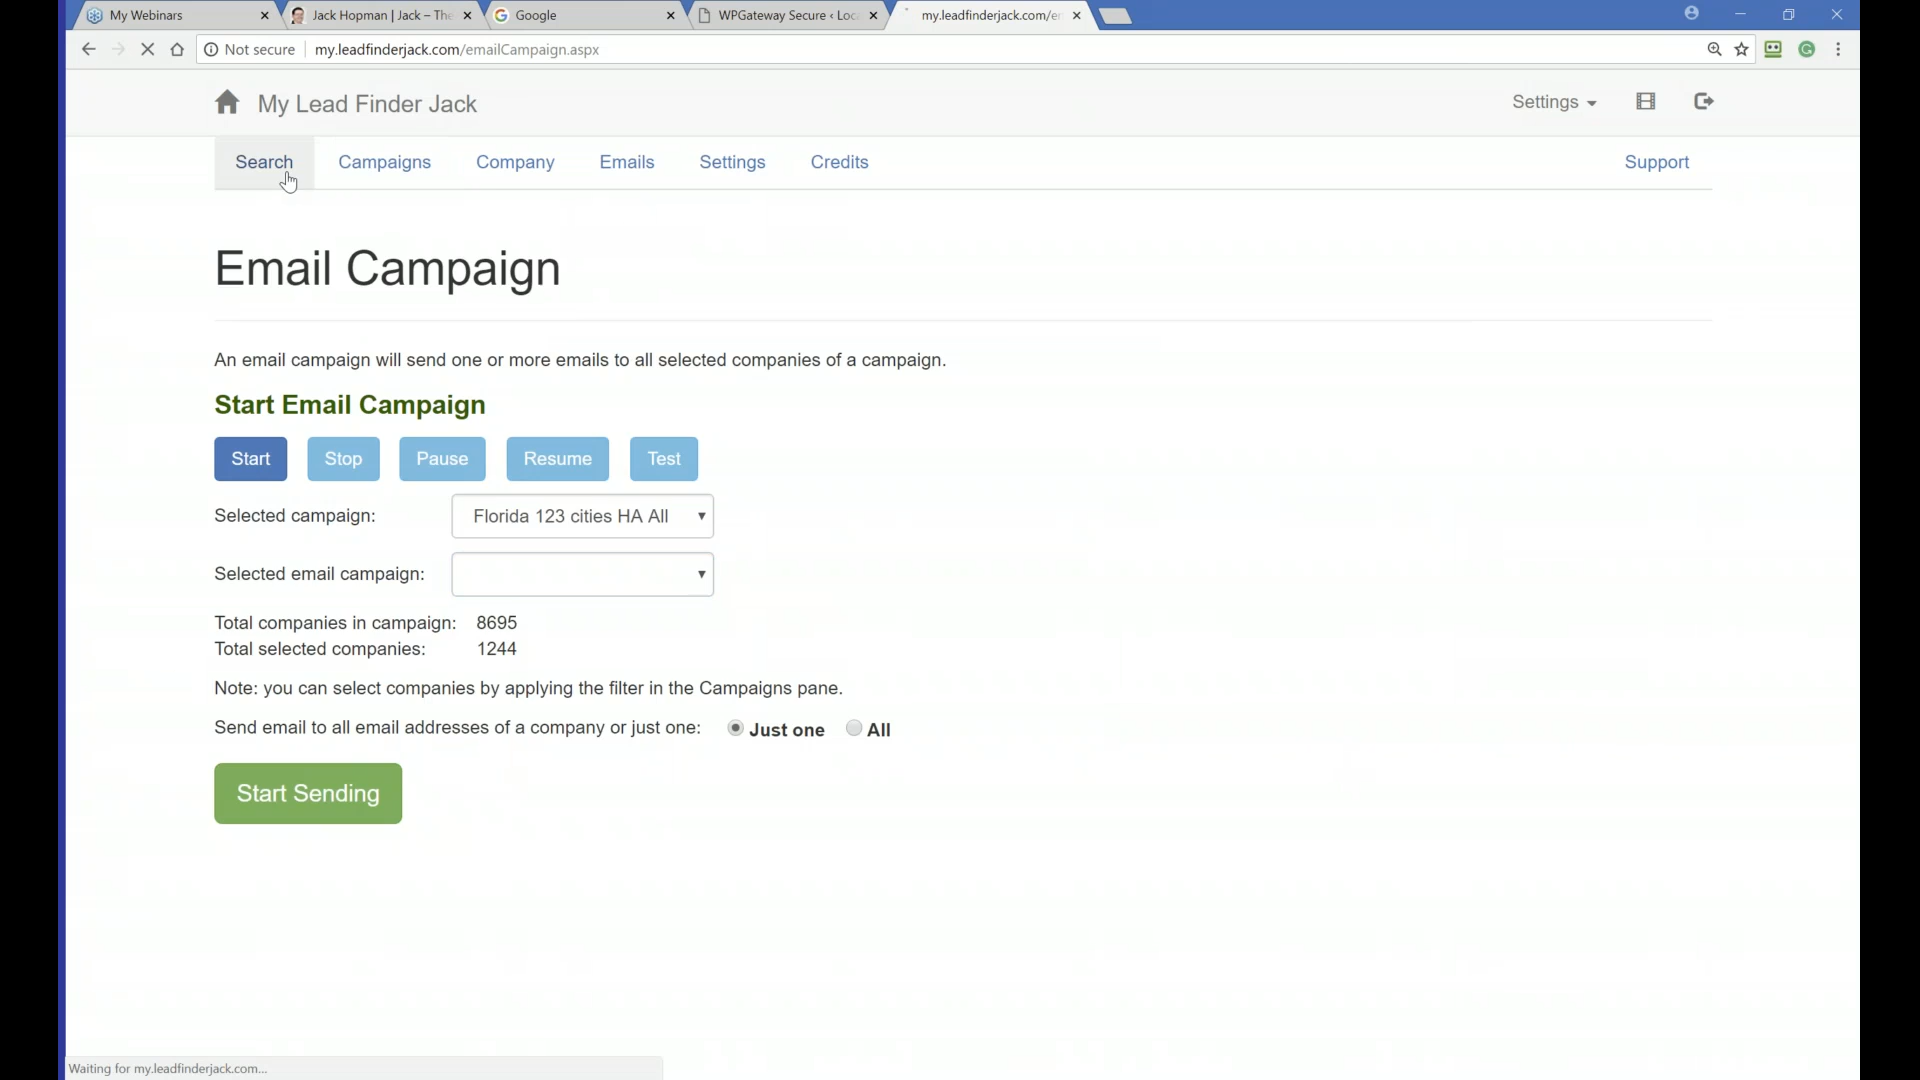 My Webinars
Jack Hopman | Jack – The
Google
WPGateway Secure ‹ Loc
my.leadfinderjack.com/e
Not secure
my.leadfinderjack.com/emailCampaign.aspx
My Lead Finder Jack
Settings
Search
Campaigns
Company
Emails
Settings
Credits
Support
Email Campaign
An email campaign will send one or more emails to all selected companies of a campaign.
Start Email Campaign
Start
Stop
Pause
Resume
Test
Selected campaign:
Florida 123 cities HA All
Selected email campaign:
Total companies in campaign: 8695
Total selected companies: 1244
Note: you can select companies by applying the filter in the Campaigns pane.
Send email to all email addresses of a company or just one:
Just one
All
Start Sending
Waiting for my.leadfinderjack.com...